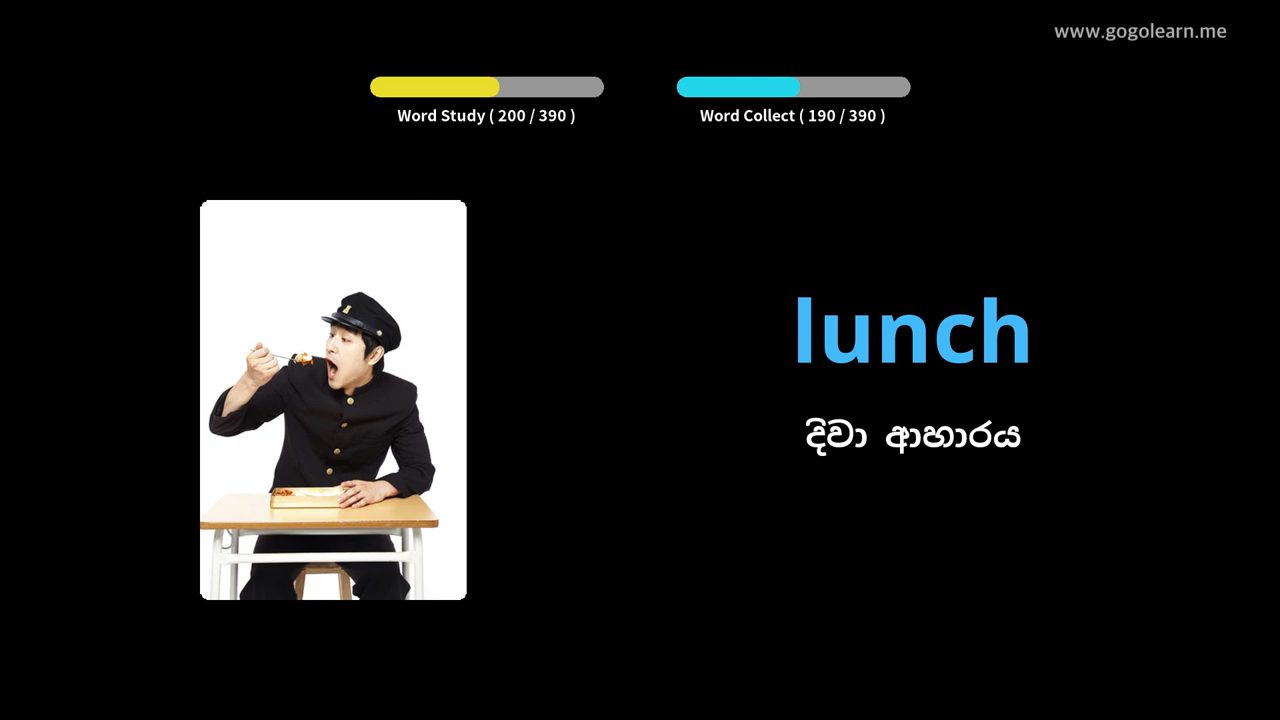 www.gogolearn.me
Word Study ( 200 / 390 )
Word Collect ( 190 / 390 )
lunch
දිවා ආහාරය